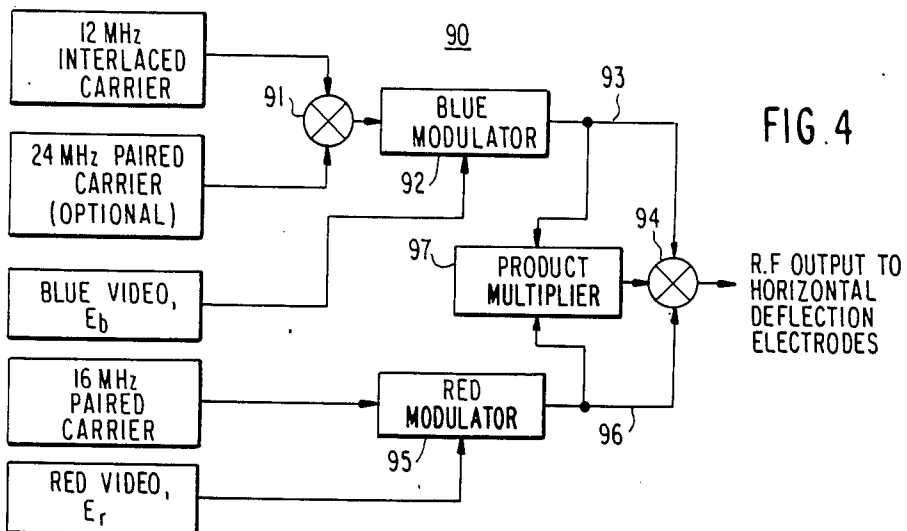 12 MHz
INTERLACED
CARRIER
90
91
BLUE
MODULATOR
92
93
FIG. 4
24 MHz PAIRED
CARRIER
(OPTIONAL)
97
PRODUCT
MULTIPLIER
94
R.F OUTPUT TO
HORIZONTAL
DEFLECTION
ELECTRODES
BLUE VIDEO,
Eb
16 MHz
PAIRED
CARRIER
RED
MODULATOR
95
96
RED VIDEO,
Er